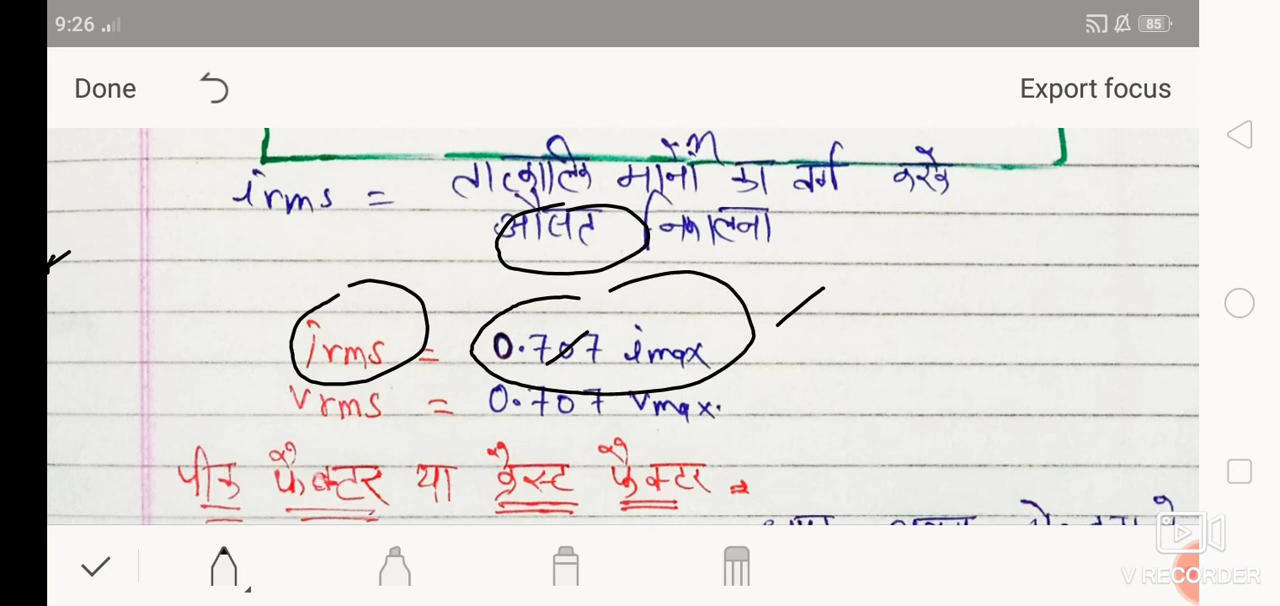 9:26
85
Done
Export focus
irms = तात्कालिक मानों का वर्ग करके
औसत निकालना
irms = 0.707 imax
Vrms = 0.707 Vmax.
पीक फैक्टर या क्रेस्ट फैक्टर
V RECORDER